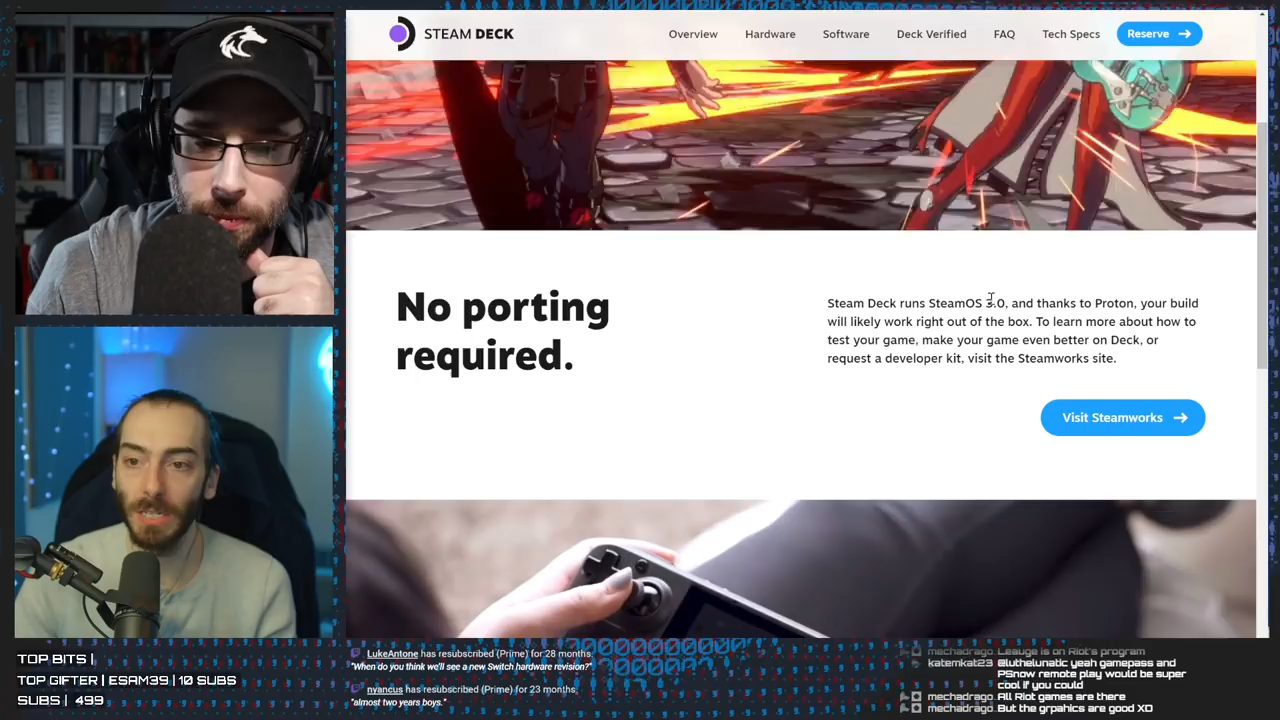 STEAM DECK
Overview
Hardware
Software
Deck Verified
FAQ
Tech Specs
Reserve
No porting
required.
Steam Deck runs SteamOS 3.0, and thanks to Proton, your build
will likely work right out of the box. To learn more about how to
test your game, make your game even better on Deck, or
request a developer kit, visit the Steamworks site.
Visit Steamworks
TOP BITS |
TOP GIFTER | ESAM39 | 10 SUBS
SUBS | 499
LukeAntone has resubscribed (Prime) for 28 months.
"When do you think we'll see a new Switch hardware revision?"
nvancus has resubscribed (Prime) for 23 months.
"almost two years boys."
mechadrago Leauge is on Riot's program
katemkat23 @luthelunatic yeah gamepass and
PSnow remote play would be super
cool if you could
mechadrago All Riot games are there
mechadrago But the grpahics are good XD